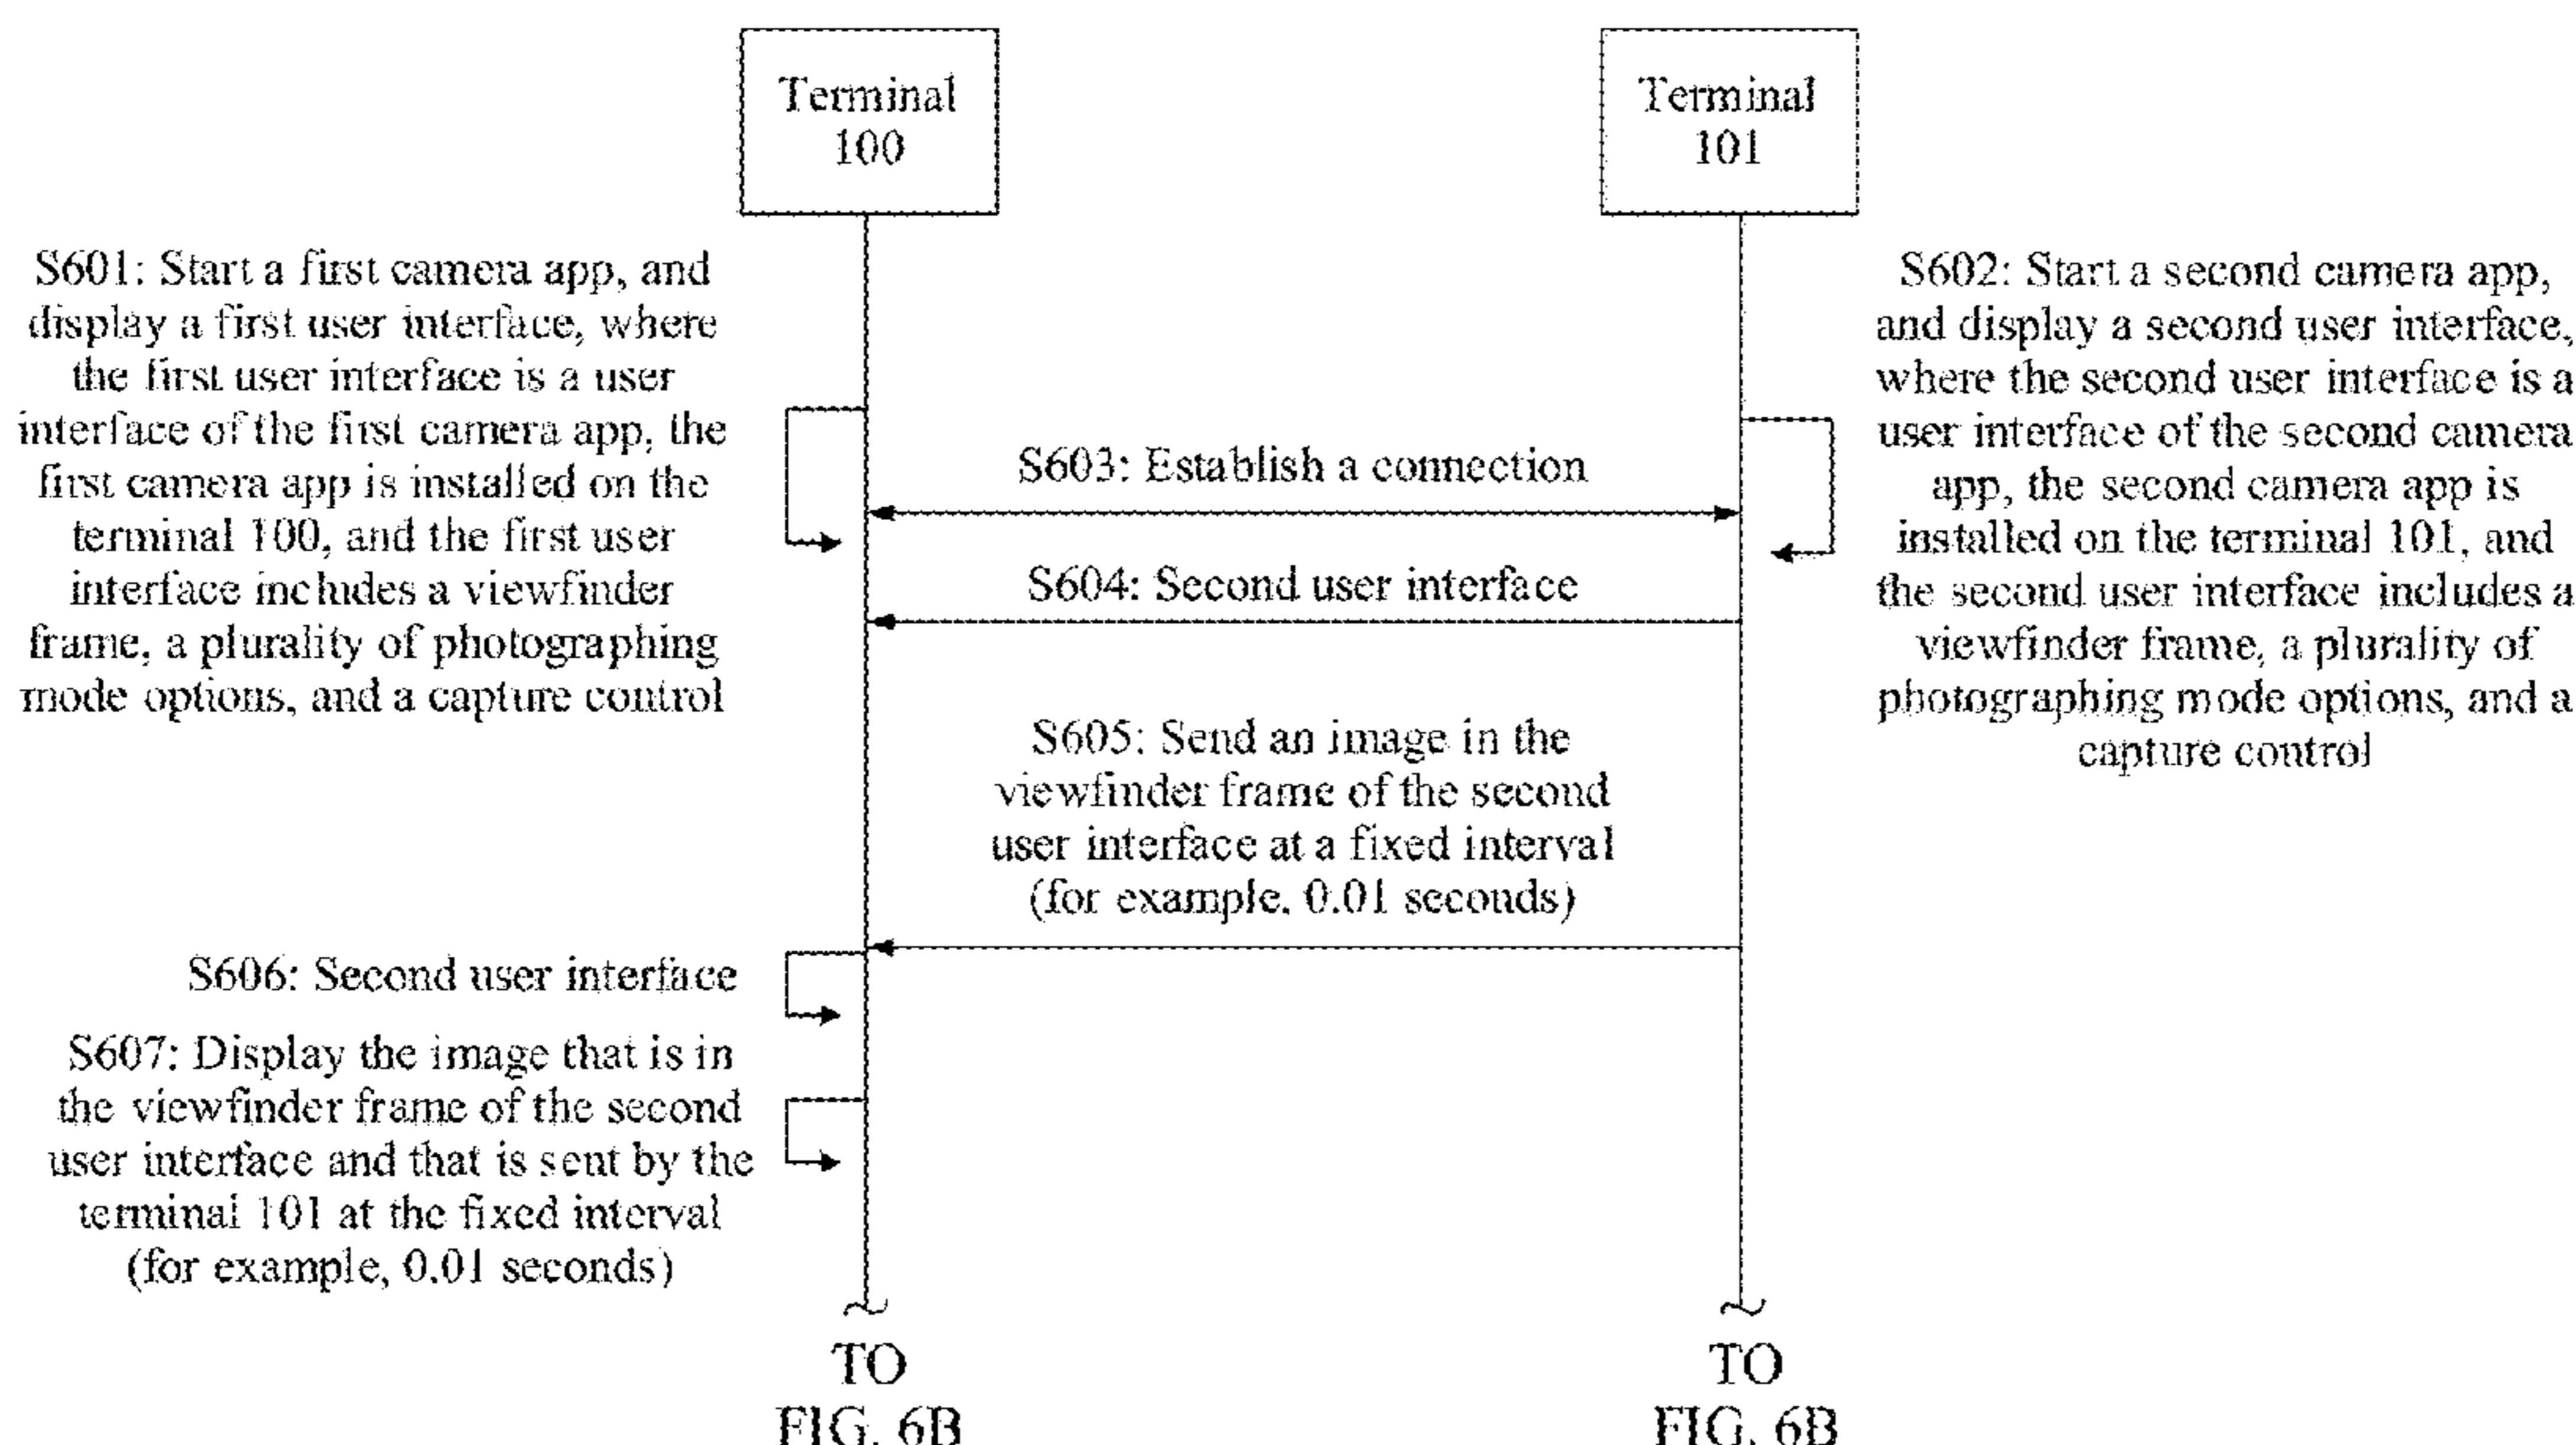 Terminal
100
Terminal
101
S601: Start a first camera app, and
display a first user interface, where
the first user interface is a user
interface of the first camera app, the
first camera app is installed on the
terminal 100, and the first user
interface includes a viewfinder
frame, a plurality of photographing
mode options, and a capture control
S602: Start a second camera app,
and display a second user interface,
where the second user interface is a
user interface of the second camera
app, the second camera app is
installed on the terminal 101, and
the second user interface includes a
viewfinder frame, a plurality of
photographing mode options, and a
capture control
S603: Establish a connection
S604: Second user interface
S605: Send an image in the
viewfinder frame of the second
user interface at a fixed interval
(for example, 0.01 seconds)
S606: Second user interface
S607: Display the image that is in
the viewfinder frame of the second
user interface and that is sent by the
terminal 101 at the fixed interval
(for example, 0.01 seconds)
TO
FIG. 6B
TO
FIG. 6B